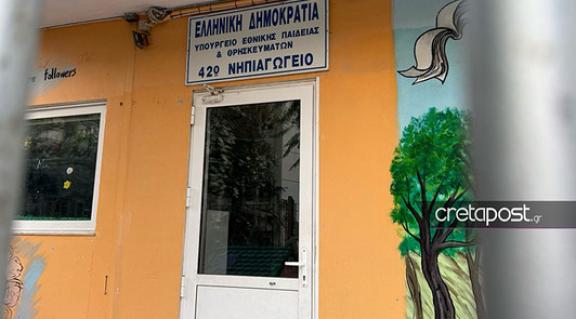 ΕΛΛΗΝΙΚΗ ΔΗΜΟΚΡΑΤΙΑ
ΥΠΟΥΡΓΕΙΟ ΕΘΝΙΚΗΣ ΠΑΙΔΕΙΑΣ
& ΘΡΗΣΚΕΥΜΑΤΩΝ
42ο ΝΗΠΙΑΓΩΓΕΙΟ
followers
cretapost.gr